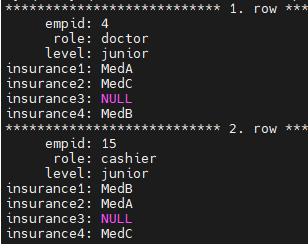 *************************** 1. row ***
empid: 4
role: doctor
level: junior
insurance1: MedA
insurance2: MedC
insurance3: NULL
insurance4: MedB
*************************** 2. row ***
empid: 15
role: cashier
level: junior
insurance1: MedB
insurance2: MedA
insurance3: NULL
insurance4: MedC